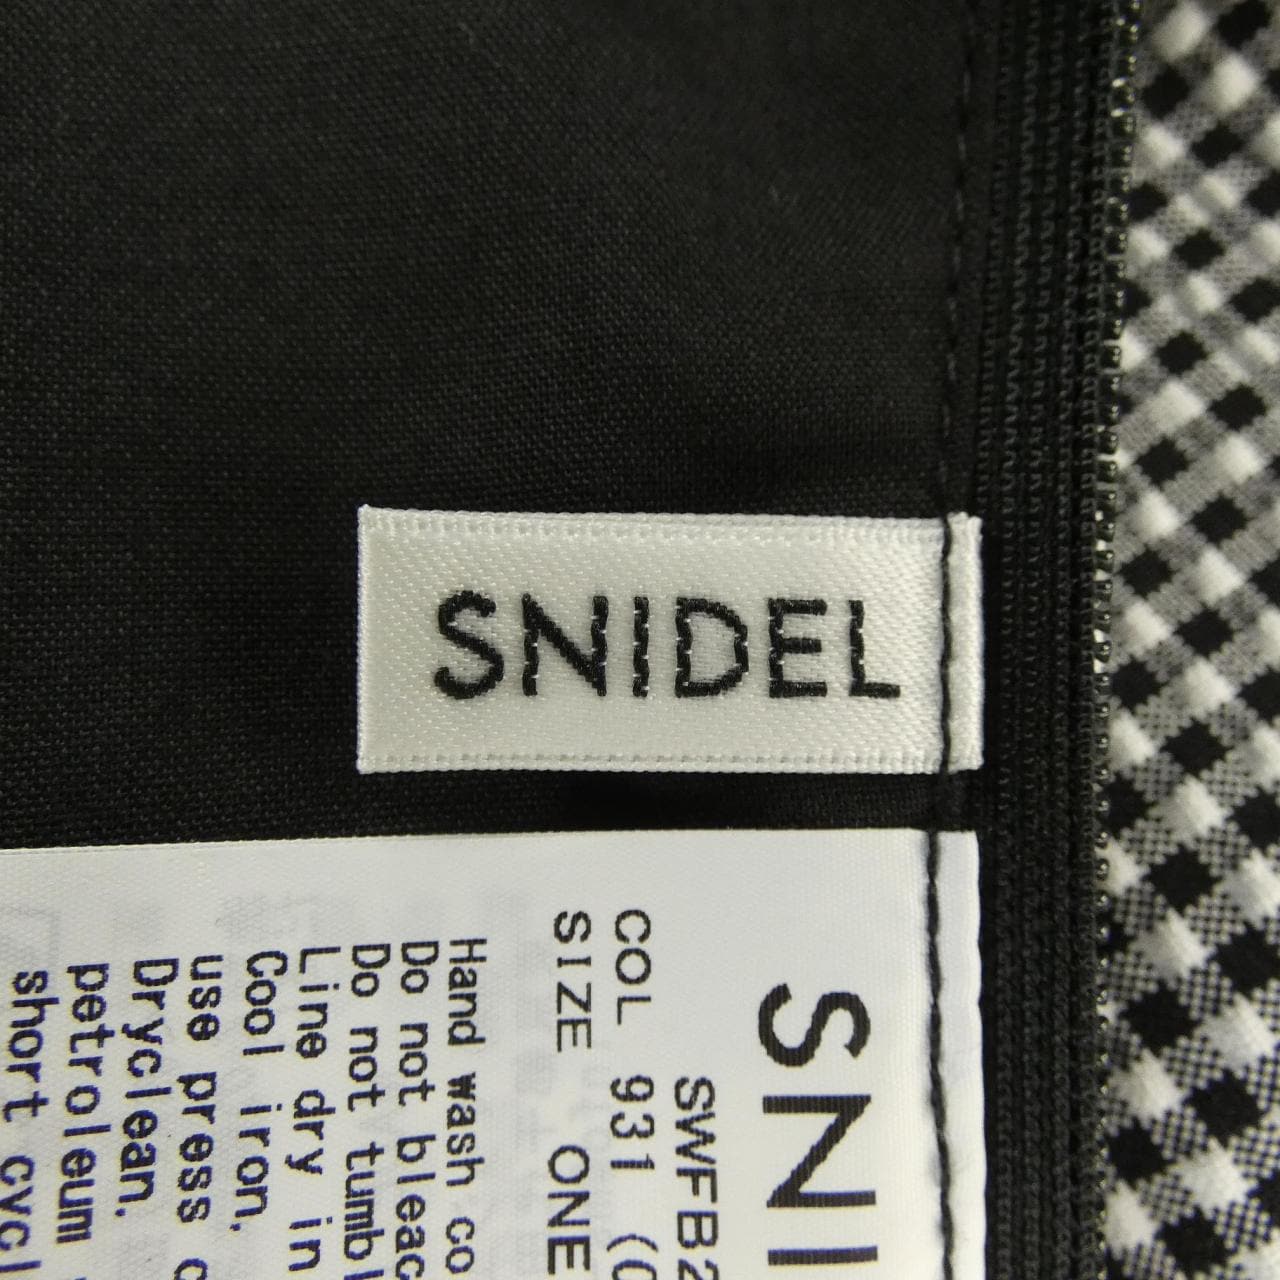 SNIDEL
SNI
SWFB2
COL 931 (0
SIZE ONE
Hand wash co
Do not bleac
Do not tumbl
Line dry in
Cool iron.
use press c
Dryclean.
petroleum
short cycl